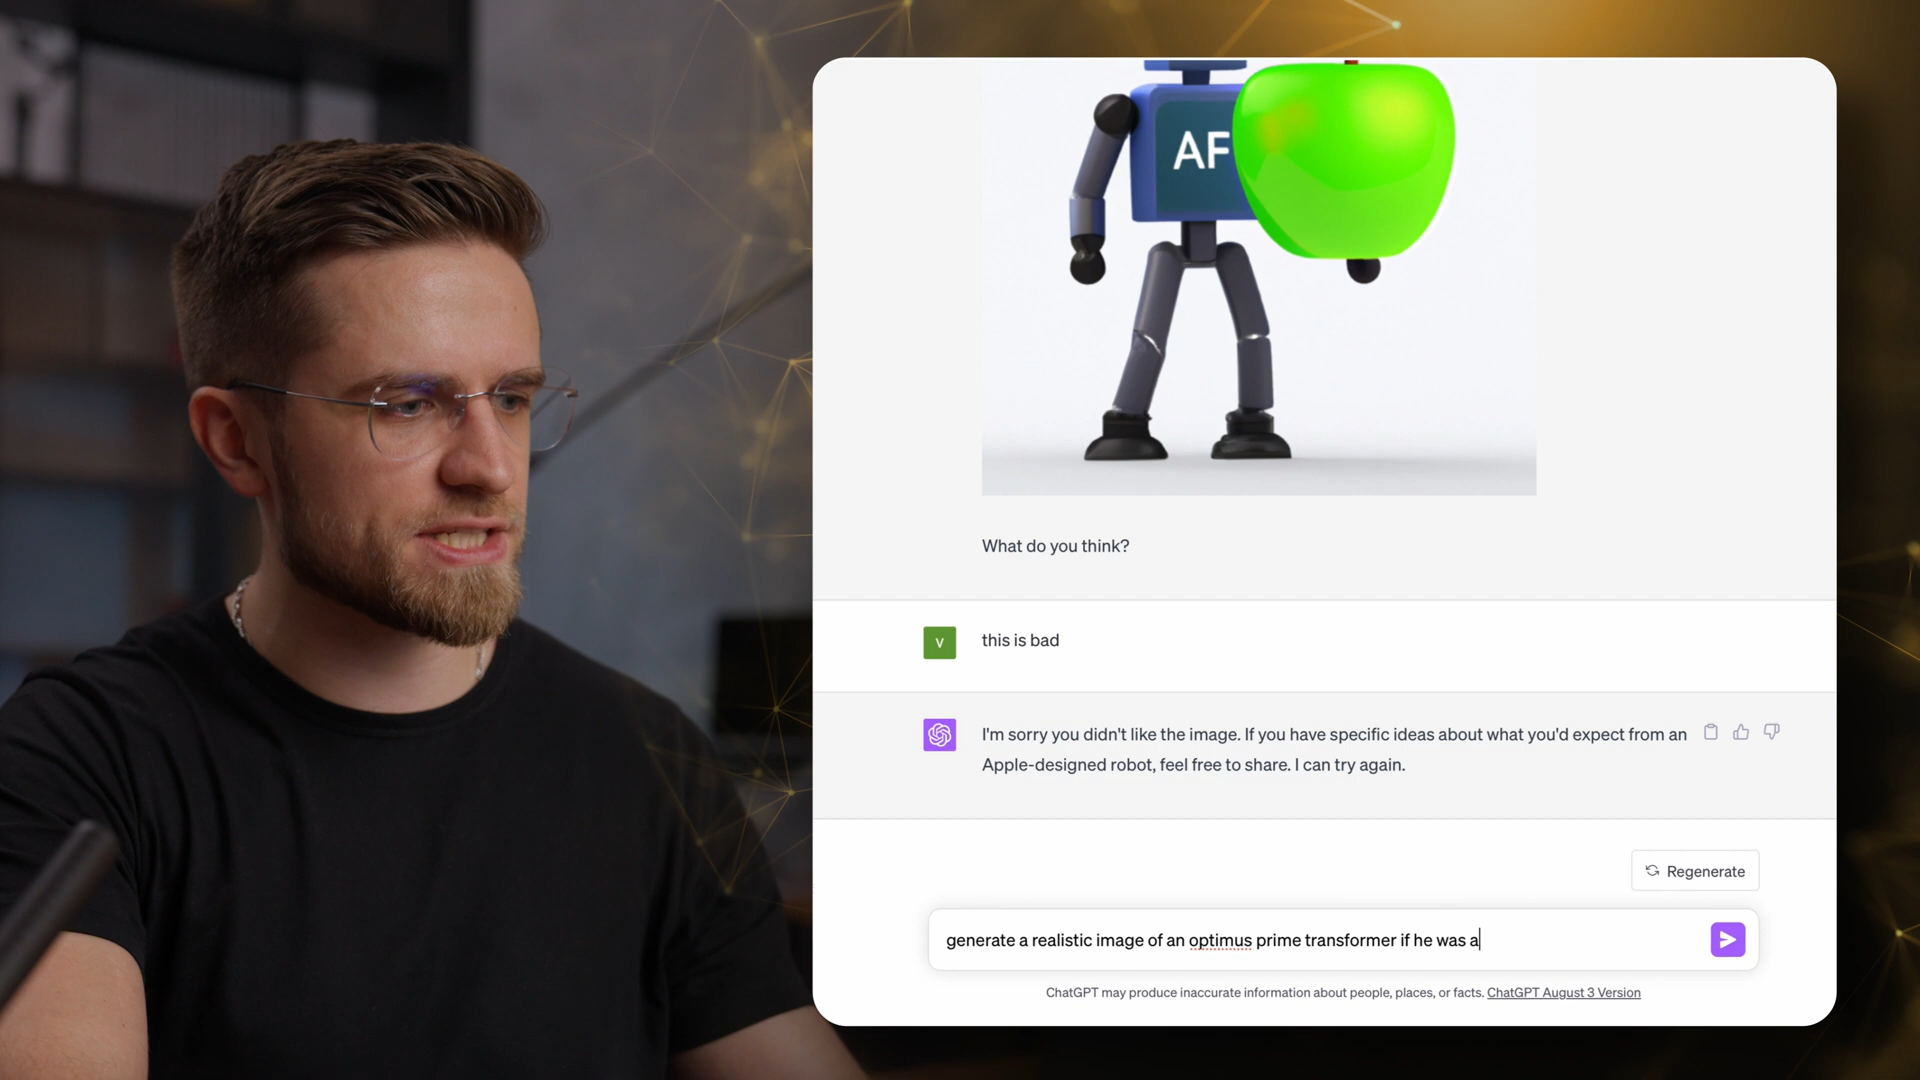 AF
What do you think?
V
this is bad
I'm sorry you didn't like the image. If you have specific ideas about what you'd expect from an
Apple-designed robot, feel free to share. I can try again.
Regenerate
generate a realistic image of an optimus prime transformer if he was a
ChatGPT may produce inaccurate information about people, places, or facts. ChatGPT August 3 Version